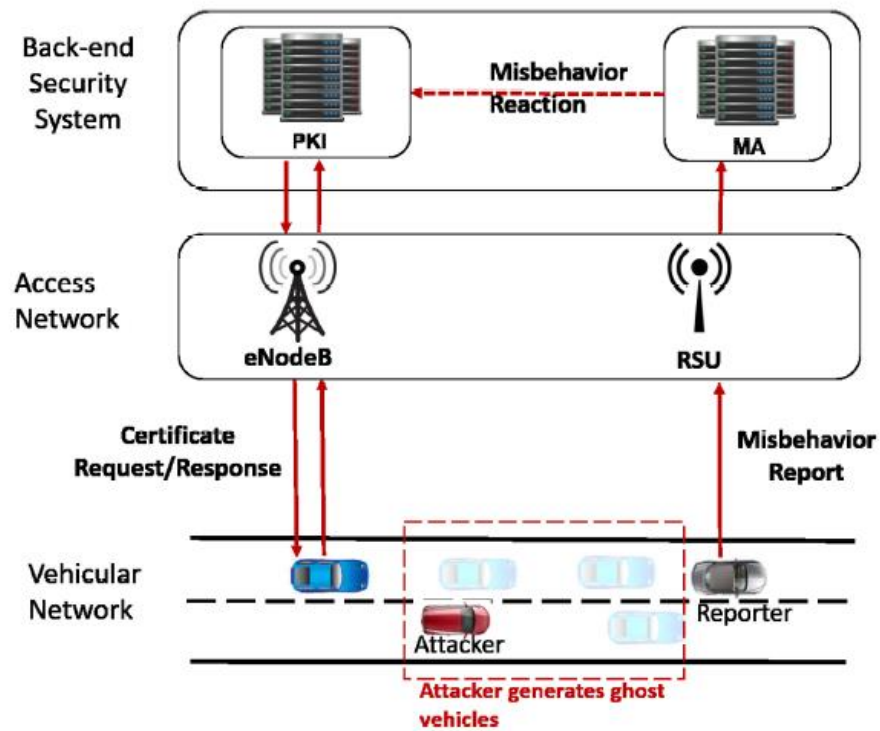 Back-end
Security
System
Misbehavior
Reaction
PKI
MA
Access
Network
eNodeB
RSU
Certificate
Request/Response
Misbehavior
Report
Vehicular
Network
Attacker
Reporter
Attacker generates ghost
vehicles